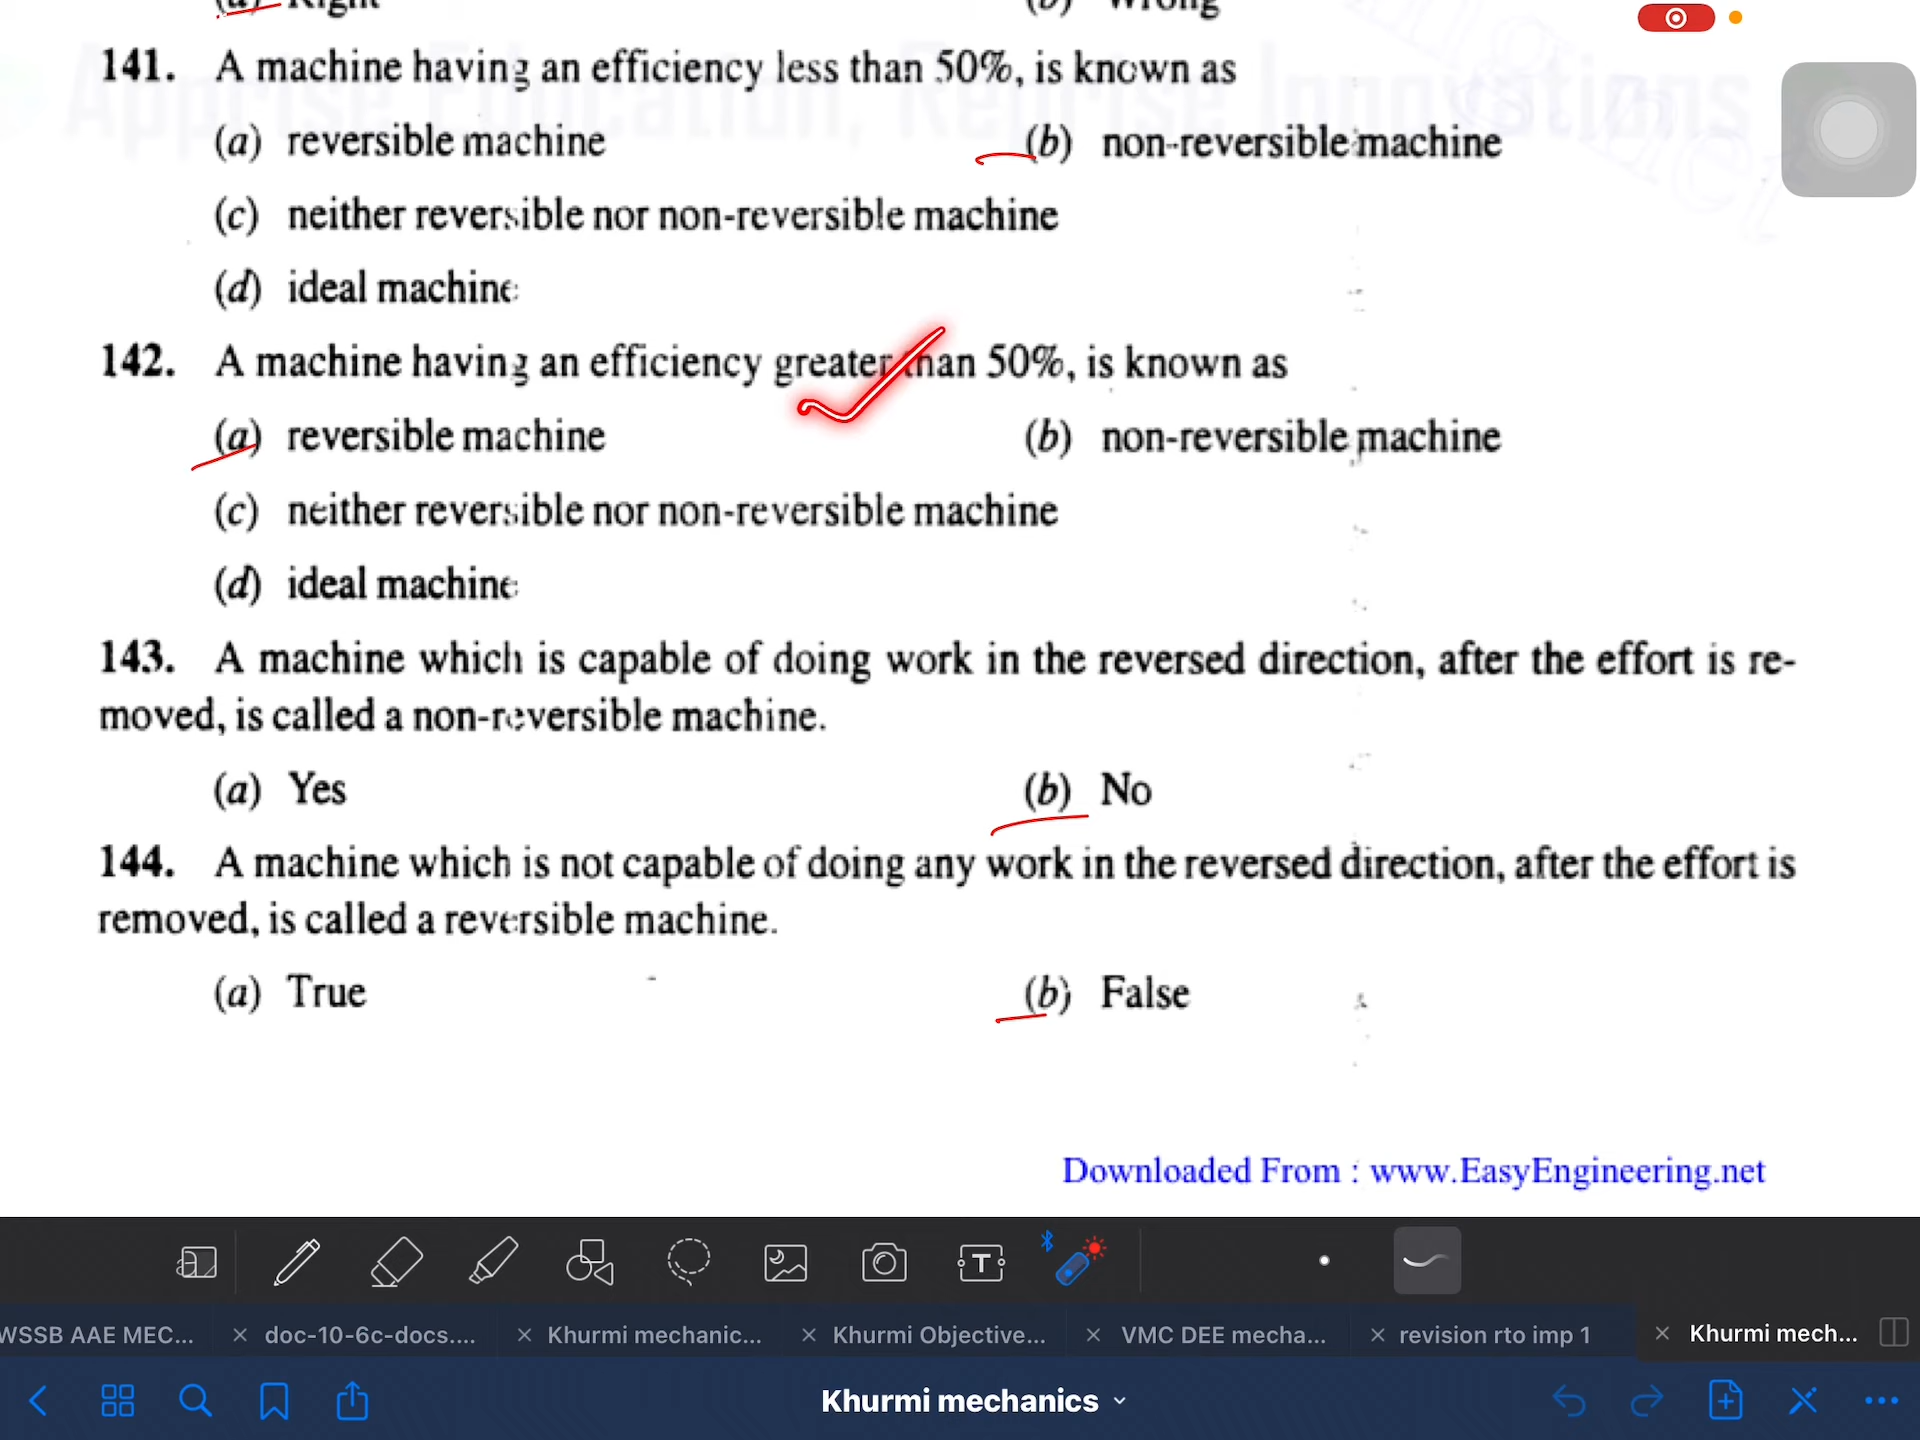 (a) Right (b) Wrong
141. A machine having an efficiency less than 50%, is known as
(a) reversible machine (b) non-reversible machine
(c) neither reversible nor non-reversible machine
(d) ideal machine
142. A machine having an efficiency greater than 50%, is known as
(a) reversible machine (b) non-reversible machine
(c) neither reversible nor non-reversible machine
(d) ideal machine
143. A machine which is capable of doing work in the reversed direction, after the effort is re-
moved, is called a non-reversible machine.
(a) Yes (b) No
144. A machine which is not capable of doing any work in the reversed direction, after the effort is
removed, is called a reversible machine.
(a) True (b) False
Downloaded From : www.EasyEngineering.net
WSSB AAE MEC... × doc-10-6c-docs.... × Khurmi mechanic... × Khurmi Objective... × VMC DEE mecha... × revision rto imp 1 × Khurmi mech...
Khurmi mechanics